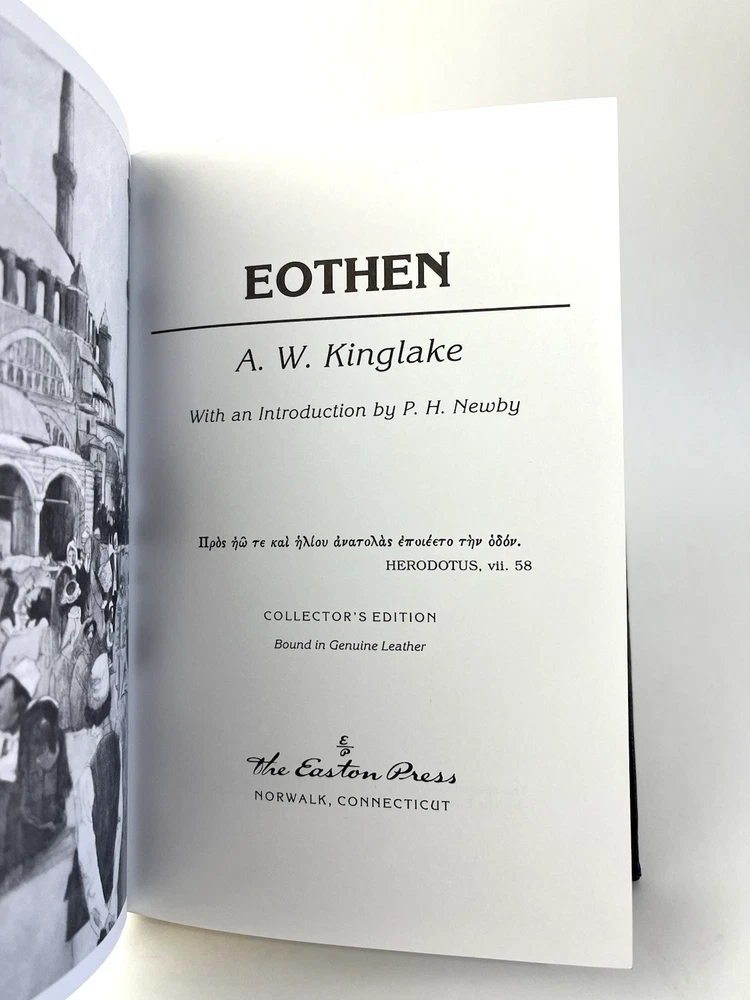 EOTHEN
A. W. Kinglake
With an Introduction by P. H. Newby
Πρὸς ἠῶ τε καὶ ἡλίου ἀνατολὰς ἐποιέετο τὴν ὁδόν.
HERODOTUS, vii. 58
COLLECTOR'S EDITION
Bound in Genuine Leather
E
P
The Easton Press
NORWALK, CONNECTICUT